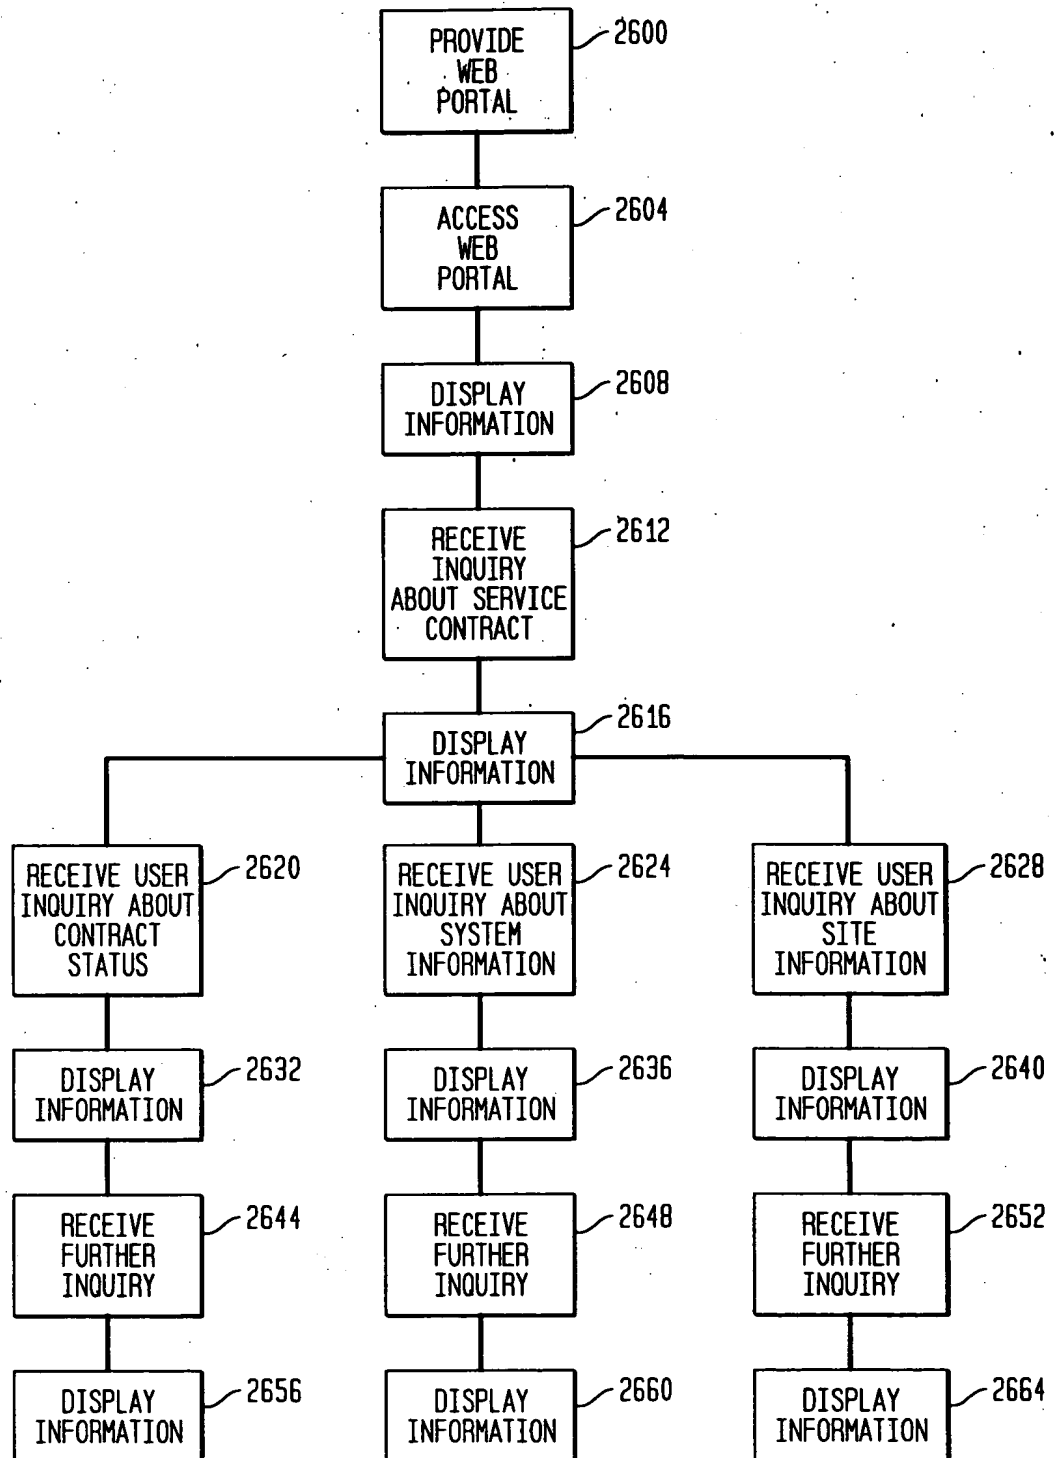 PROVIDE
WEB
PORTAL
2600
ACCESS
WEB
PORTAL
2604
DISPLAY
INFORMATION
2608
RECEIVE
INQUIRY
ABOUT SERVICE
CONTRACT
2612
DISPLAY
INFORMATION
2616
RECEIVE USER
INQUIRY ABOUT
CONTRACT
STATUS
2620
RECEIVE USER
INQUIRY ABOUT
SYSTEM
INFORMATION
2624
RECEIVE USER
INQUIRY ABOUT
SITE
INFORMATION
2628
DISPLAY
INFORMATION
2632
DISPLAY
INFORMATION
2636
DISPLAY
INFORMATION
2640
RECEIVE
FURTHER
INQUIRY
2644
RECEIVE
FURTHER
INQUIRY
2648
RECEIVE
FURTHER
INQUIRY
2652
DISPLAY
INFORMATION
2656
DISPLAY
INFORMATION
2660
DISPLAY
INFORMATION
2664